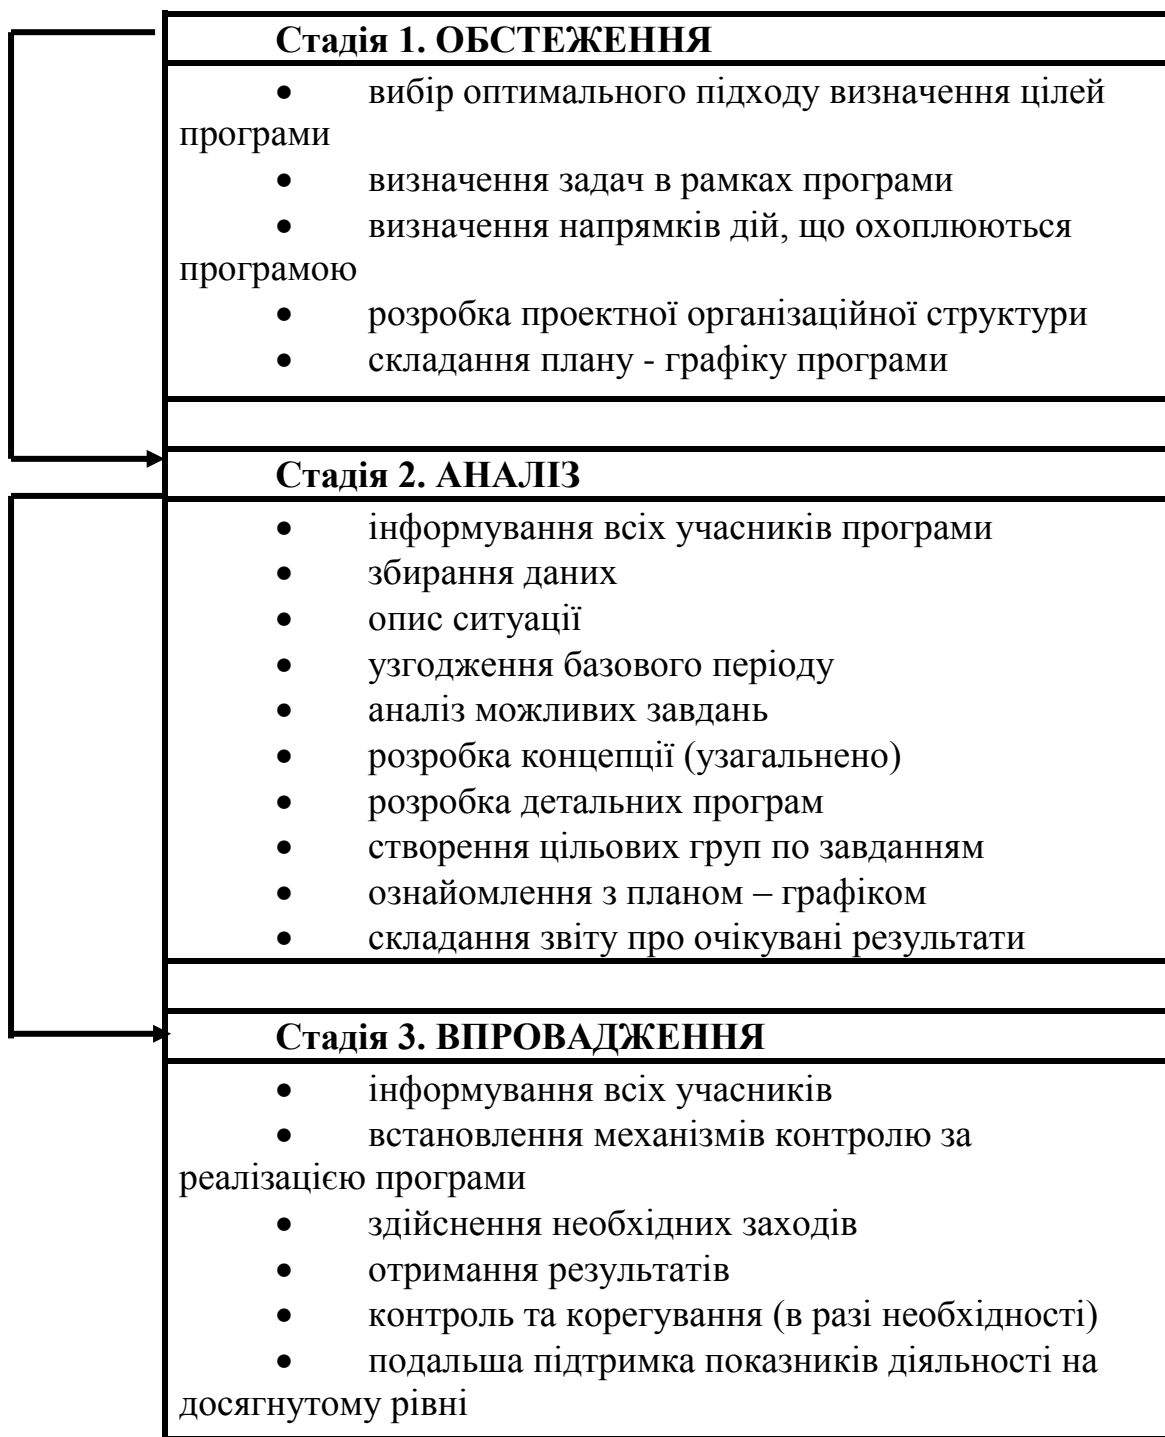 Стадія 1. ОБСТЕЖЕННЯ
• вибір оптимального підходу визначення цілей
програми
• визначення задач в рамках програми
• визначення напрямків дій, що охоплюються
програмою
• розробка проектної організаційної структури
• складання плану - графіку програми
Стадія 2. АНАЛІЗ
• інформування всіх учасників програми
• збирання даних
• опис ситуації
• узгодження базового періоду
• аналіз можливих завдань
• розробка концепції (узагальнено)
• розробка детальних програм
• створення цільових груп по завданням
• ознайомлення з планом – графіком
• складання звіту про очікувані результати
Стадія 3. ВПРОВАДЖЕННЯ
• інформування всіх учасників
• встановлення механізмів контролю за
реалізацією програми
• здійснення необхідних заходів
• отримання результатів
• контроль та корегування (в разі необхідності)
• подальша підтримка показників діяльності на
досягнутому рівні